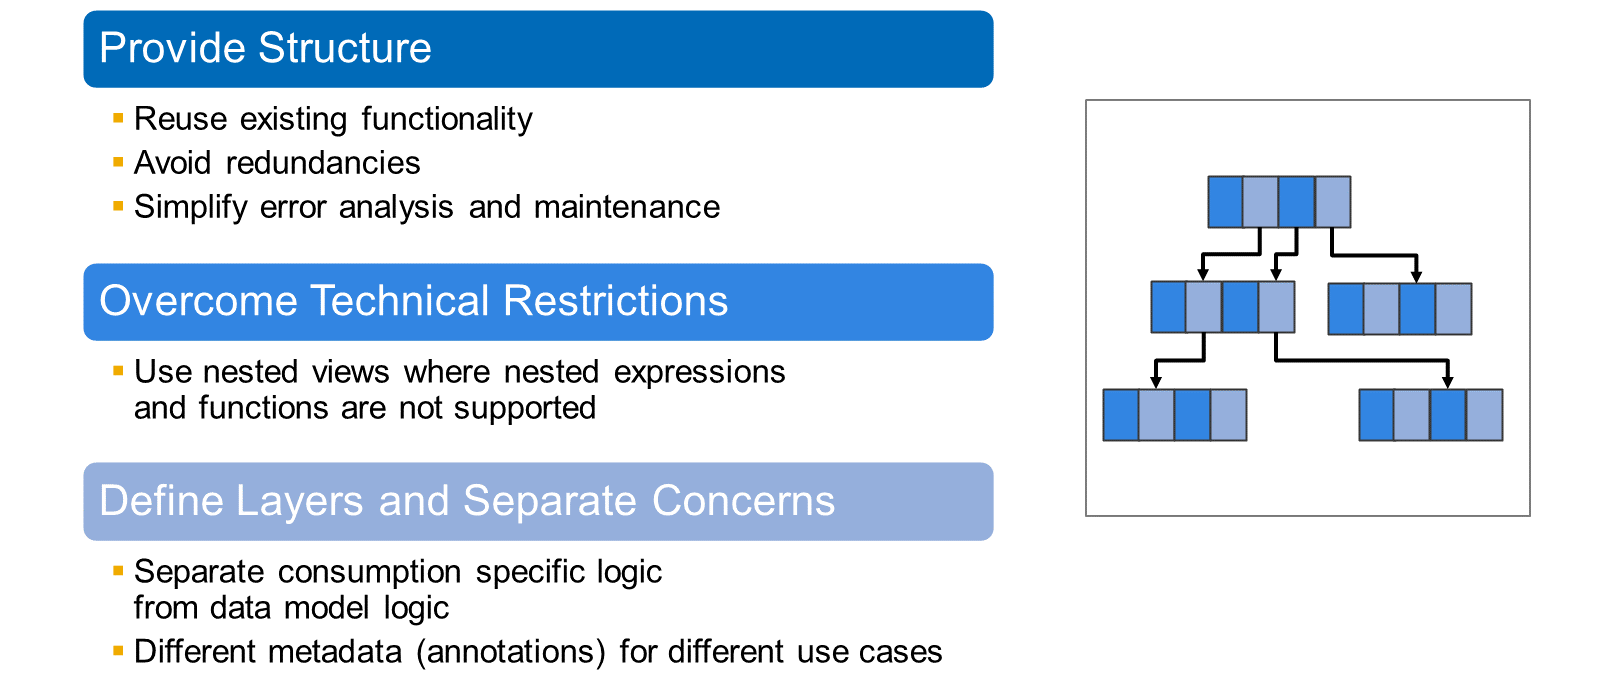 Provide Structure
Reuse existing functionality
Avoid redundancies
Simplify error analysis and maintenance
Overcome Technical Restrictions
Use nested views where nested expressions
and functions are not supported
Define Layers and Separate Concerns
Separate consumption specific logic
from data model logic
Different metadata (annotations) for different use cases